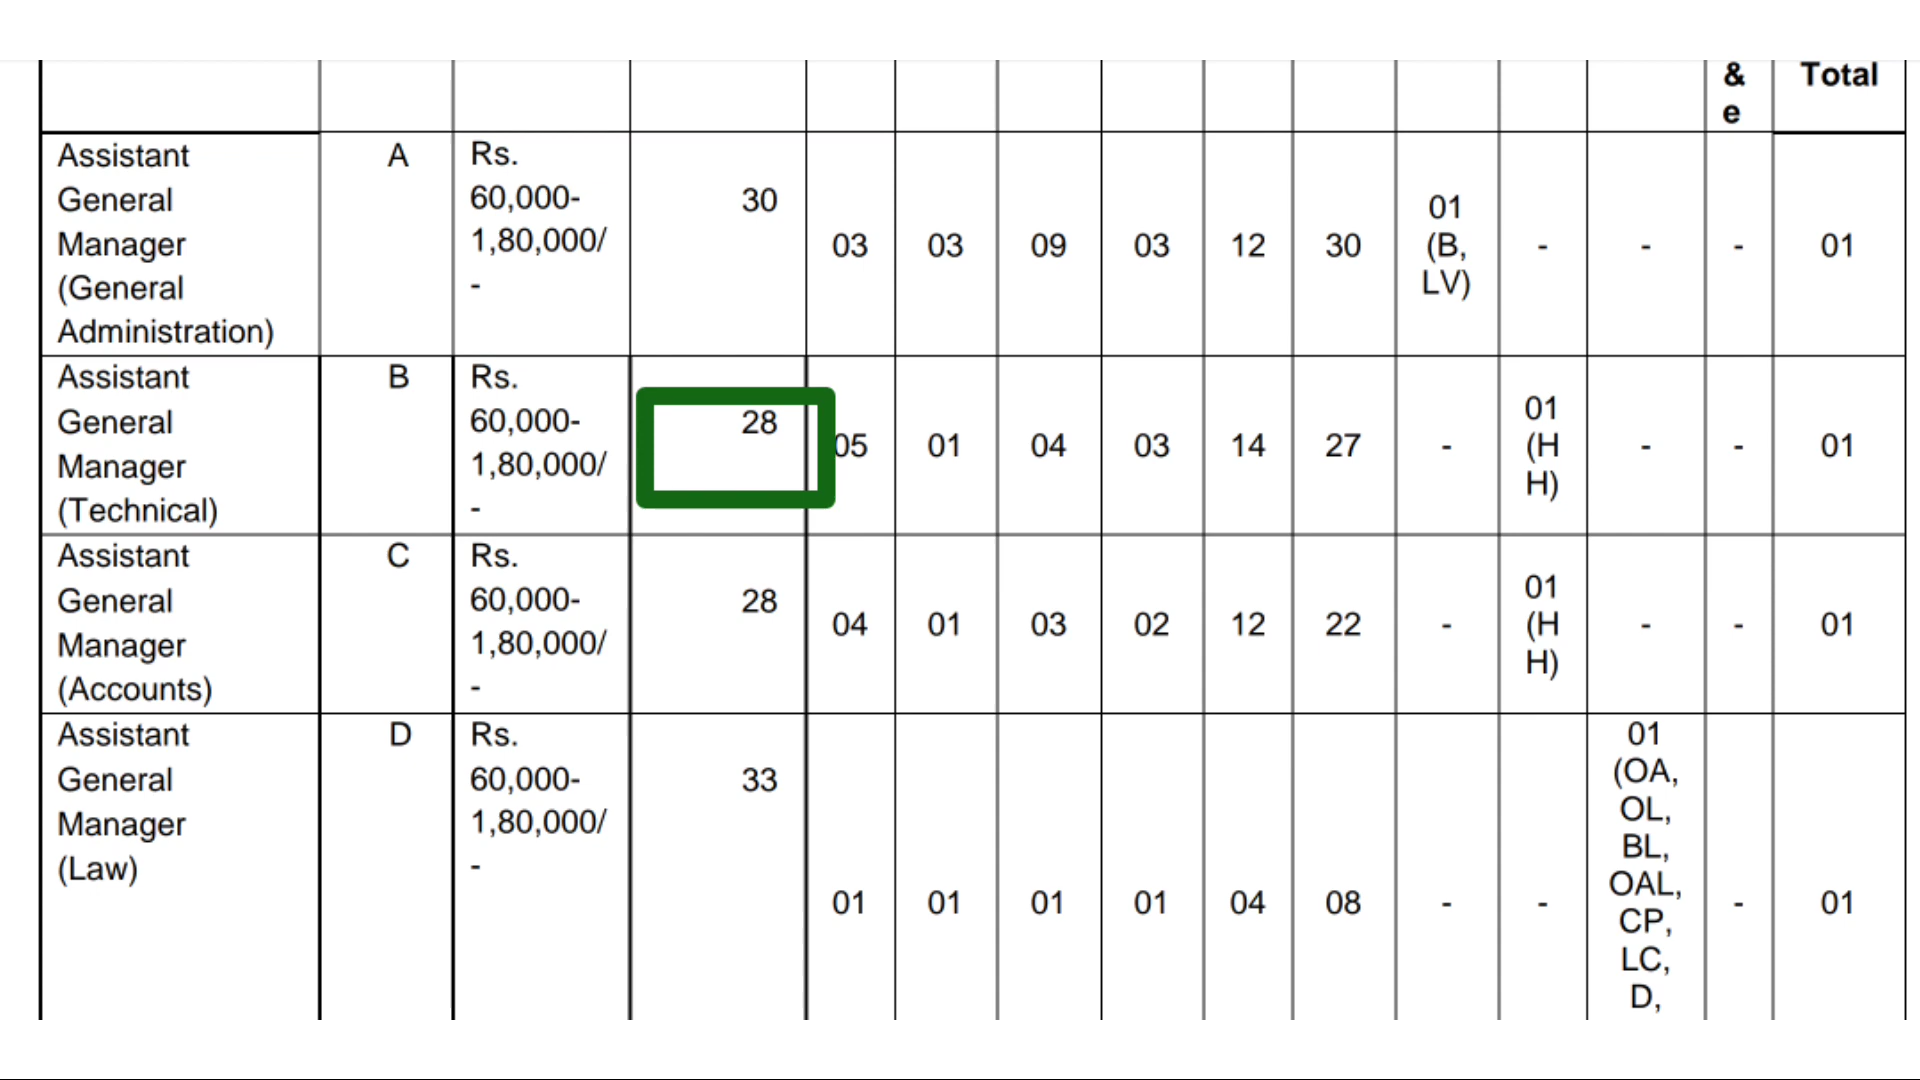 &
e
Total
Assistant
General
Manager
(General
Administration)
A
Rs.
60,000-
1,80,000/
-
30
03
03
09
03
12
30
01
(B,
LV)
-
-
-
01
Assistant
General
Manager
(Technical)
B
Rs.
60,000-
1,80,000/
-
28
05
01
04
03
14
27
-
01
(H
H)
-
-
01
Assistant
General
Manager
(Accounts)
C
Rs.
60,000-
1,80,000/
-
28
04
01
03
02
12
22
-
01
(H
H)
-
-
01
Assistant
General
Manager
(Law)
D
Rs.
60,000-
1,80,000/
-
33
01
01
01
01
04
08
-
-
01
(OA,
OL,
BL,
OAL,
CP,
LC,
D,
-
01